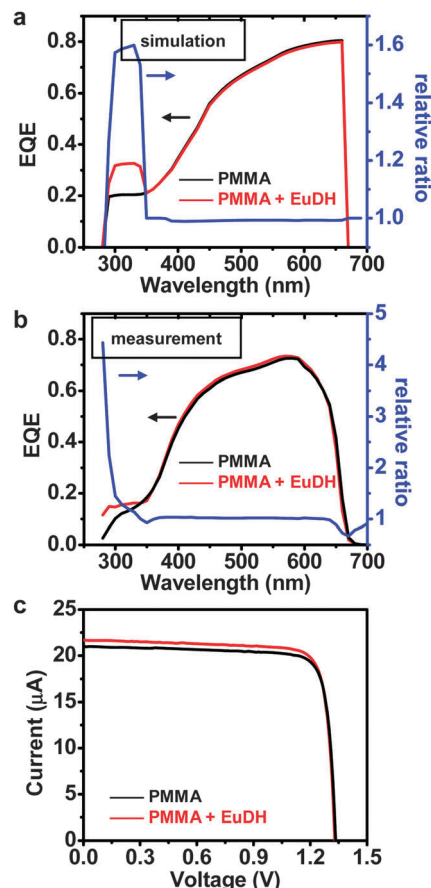 a
simulation
EQE
0.8
0.6
0.4
0.2
0.0
1.6
1.4
1.2
1.0
relative ratio
PMMA
PMMA + EuDH
300 400 500 600 700
Wavelength (nm)
b
measurement
EQE
0.8
0.6
0.4
0.2
0.0
5
4
3
2
1
relative ratio
PMMA
PMMA + EuDH
300 400 500 600 700
Wavelength (nm)
c
Current (µA)
25
20
15
10
5
0
PMMA
PMMA + EuDH
0.0 0.3 0.6 0.9 1.2 1.5
Voltage (V)